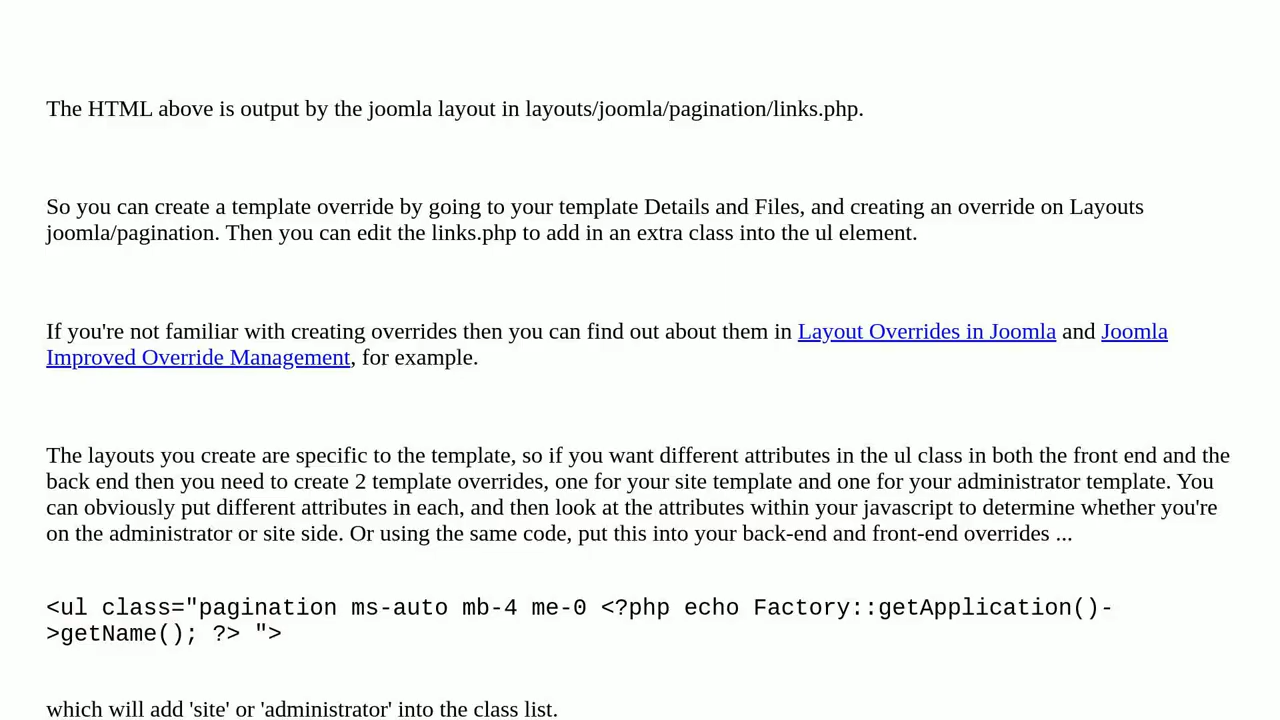 The HTML above is output by the joomla layout in layouts/joomla/pagination/links.php.
So you can create a template override by going to your template Details and Files, and creating an override on Layouts
joomla/pagination. Then you can edit the links.php to add in an extra class into the ul element.
If you're not familiar with creating overrides then you can find out about them in Layout Overrides in Joomla and Joomla
Improved Override Management, for example.
The layouts you create are specific to the template, so if you want different attributes in the ul class in both the front end and the
back end then you need to create 2 template overrides, one for your site template and one for your administrator template. You
can obviously put different attributes in each, and then look at the attributes within your javascript to determine whether you're
on the administrator or site side. Or using the same code, put this into your back-end and front-end overrides ...
<ul class="pagination ms-auto mb-4 me-0 <?php echo Factory::getApplication()-
>getName(); ?> ">
which will add 'site' or 'administrator' into the class list.